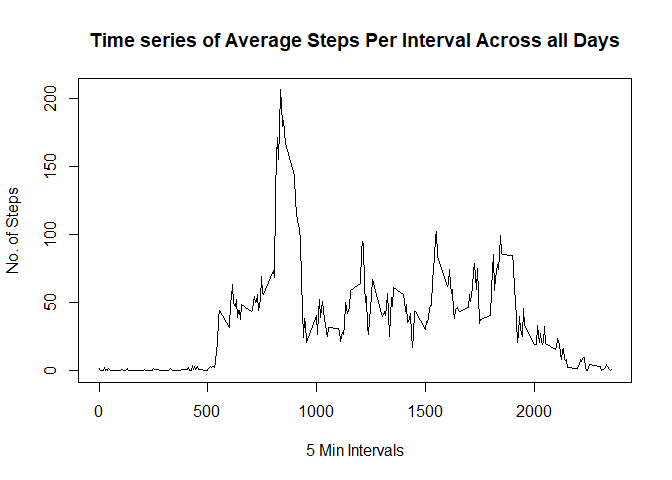 Time series of Average Steps Per Interval Across all Days
No. of Steps
200
150
100
50
0
0 500 1000 1500 2000
5 Min Intervals